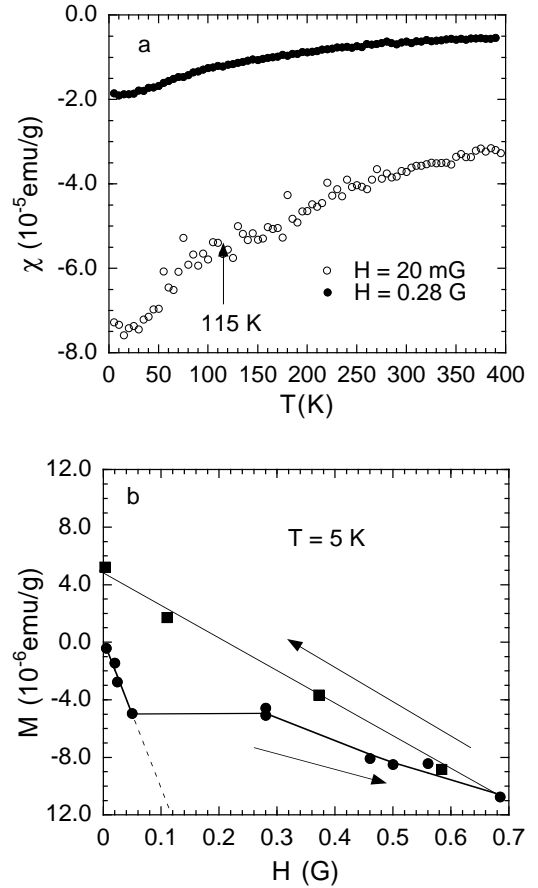 0.0
a
-2.0
-4.0
χ (10⁻⁵emu/g)
-6.0
H = 20 mG
H = 0.28 G
115 K
-8.0
0 50 100 150 200 250 300 350 400
T(K)
12.0
b
8.0
T = 5 K
4.0
0.0
M (10⁻⁶emu/g)
-4.0
-8.0
12.0
0 0.1 0.2 0.3 0.4 0.5 0.6 0.7
H (G)